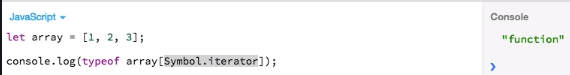 JavaScript
let array = [1, 2, 3];
console.log(typeof array[Symbol.iterator]);
Console
"function"
❯